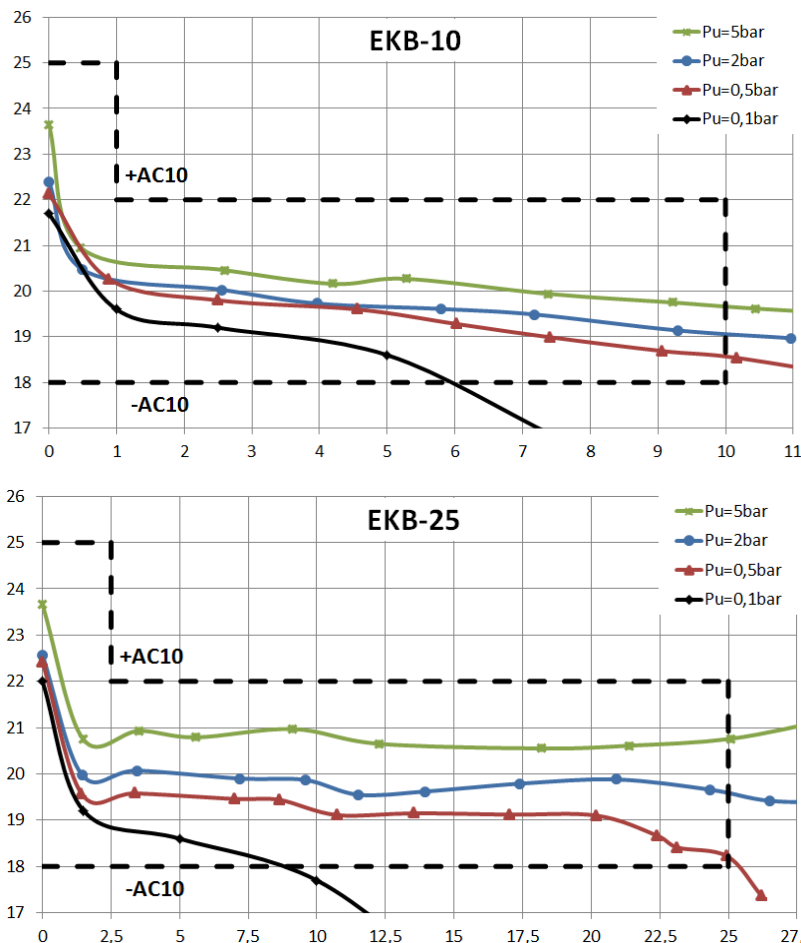 EKB-10
Pu=5bar
Pu=2bar
Pu=0,5bar
Pu=0,1bar
26
25
24
23
22
21
20
19
18
17
+AC10
-AC10
0 1 2 3 4 5 6 7 8 9 10 11
EKB-25
Pu=5bar
Pu=2bar
Pu=0,5bar
Pu=0,1bar
26
25
24
23
22
21
20
19
18
17
+AC10
-AC10
0 2,5 5 7,5 10 12,5 15 17,5 20 22,5 25 27,